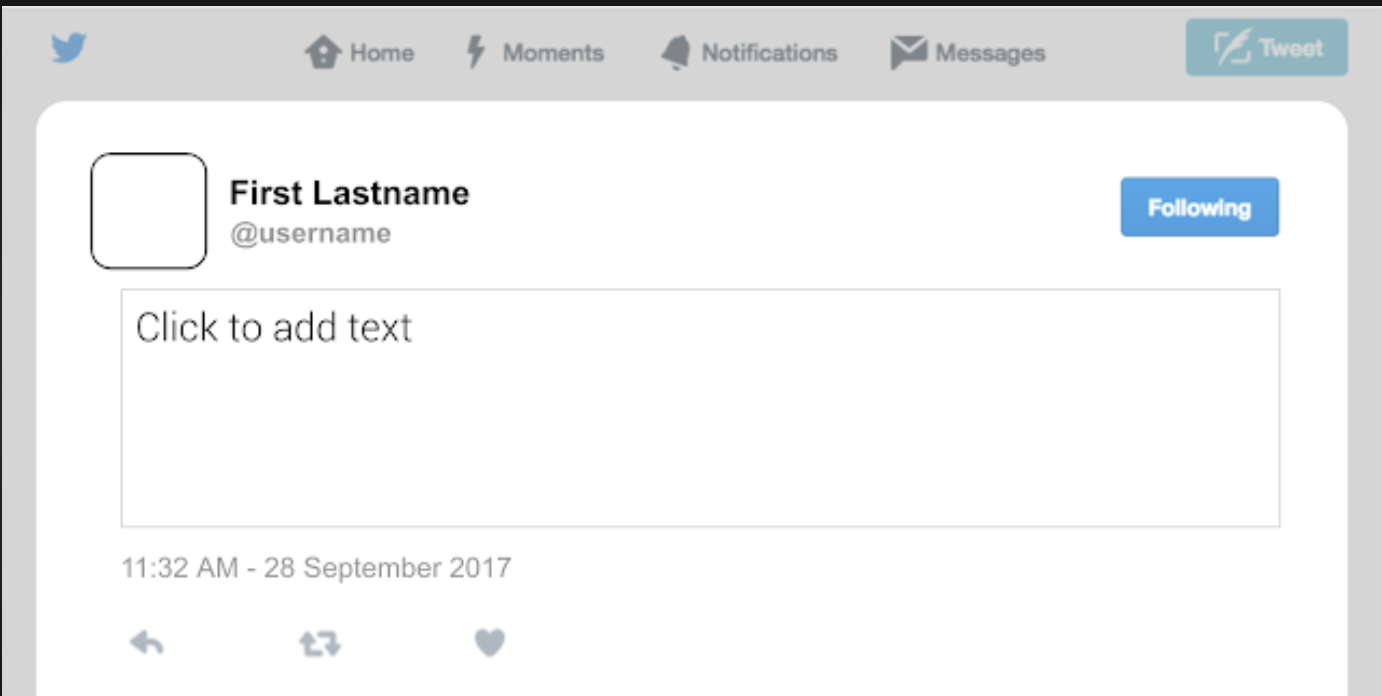 Home Moments Notifications Messages Tweet
First Lastname
@username
Following
Click to add text
11:32 AM - 28 September 2017